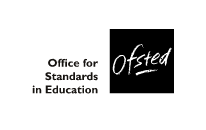 Office for
Standards
in Education
Ofsted